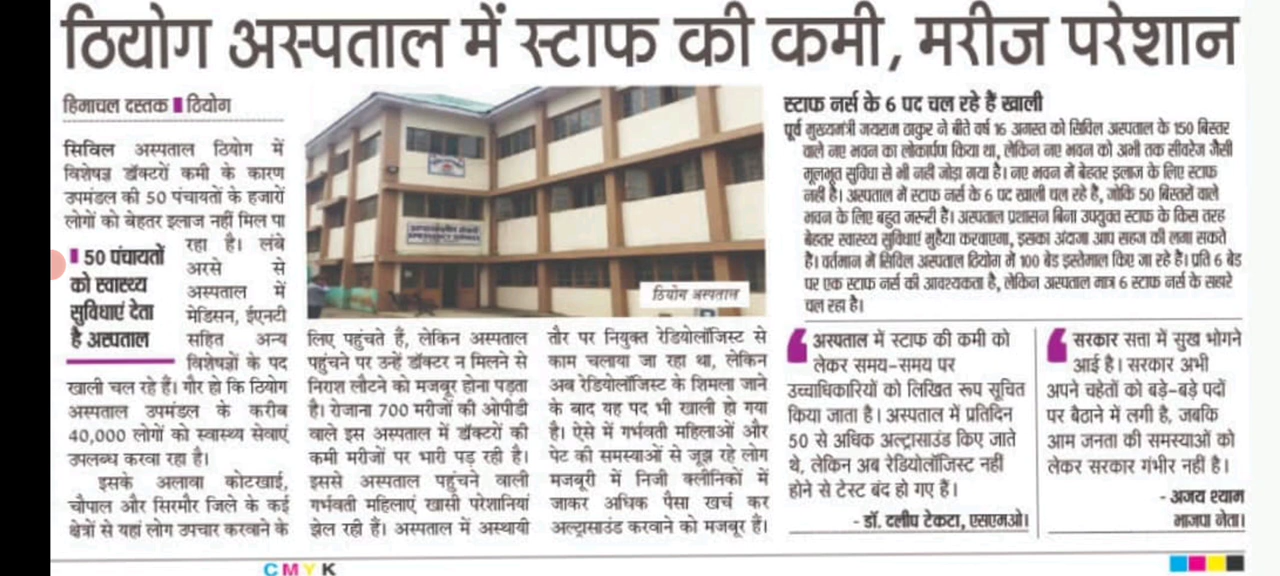 ठियोग अस्पताल में स्टाफ की कमी, मरीज परेशान
हिमाचल दस्तक ▮ ठियोग
सिविल अस्पताल ठियोग में
विशेषज्ञ डॉक्टरों कमी के कारण
उपमंडल की 50 पंचायतों के हजारों
लोगों को बेहतर इलाज नहीं मिल पा
रहा है। लंबे
अरसे से
अस्पताल में
मेडिसन, ईएनटी
सहित अन्य
विशेषज्ञों के पद
▮ 50 पंचायतों
को स्वास्थ्य
सुविधाएं देता
है अस्पताल
खाली चल रहे हैं। गौर हो कि ठियोग
अस्पताल उपमंडल के करीब
40,000 लोगों को स्वास्थ्य सेवाएं
उपलब्ध करवा रहा है।
इसके अलावा कोटखाई,
चौपाल और सिरमौर जिले के कई
क्षेत्रों से यहां लोग उपचार करवाने के
EMERGENCY SERVICES
ठियोग अस्पताल
लिए पहुंचते हैं, लेकिन अस्पताल
पहुंचने पर उन्हें डॉक्टर न मिलने से
निराश लौटने को मजबूर होना पड़ता
है। रोजाना 700 मरीजों की ओपीडी
वाले इस अस्पताल में डॉक्टरों की
कमी मरीजों पर भारी पड़ रही है।
इससे अस्पताल पहुंचने वाली
गर्भवती महिलाएं खासी परेशानियां
झेल रही हैं। अस्पताल में अस्थायी
तौर पर नियुक्त रेडियोलॉजिस्ट से
काम चलाया जा रहा था, लेकिन
अब रेडियोलॉजिस्ट के शिमला जाने
के बाद यह पद भी खाली हो गया
है। ऐसे में गर्भवती महिलाओं और
पेट की समस्याओं से जूझ रहे लोग
मजबूरी में निजी क्लीनिकों में
जाकर अधिक पैसा खर्च कर
अल्ट्रासाउंड करवाने को मजबूर हैं।
स्टाफ नर्स के 6 पद चल रहे हैं खाली
पूर्व मुख्यमंत्री जयराम ठाकुर ने बीते वर्ष 16 अगस्त को सिविल अस्पताल के 150 बिस्तर
वाले नए भवन का लोकार्पण किया था, लेकिन नए भवन को अभी तक सीवरेज जैसी
मूलभूत सुविधा से भी नहीं जोड़ा गया है। नए भवन में बेहतर इलाज के लिए स्टाफ
नहीं है। अस्पताल में स्टाफ नर्स के 6 पद खाली चल रहे हैं, जोकि 50 बिस्तरों वाले
भवन के लिए बहुत जरूरी हैं। अस्पताल प्रशासन बिना उपयुक्त स्टाफ के किस तरह
बेहतर स्वास्थ्य सुविधाएं मुहैया करवाएगा, इसका अंदाजा आप सहज की लगा सकते
हैं। वर्तमान में सिविल अस्पताल ठियोग में 100 बेड इस्तेमाल किए जा रहे हैं। प्रति 6 बेड
पर एक स्टाफ नर्स की आवश्यकता है, लेकिन अस्पताल मात्र 6 स्टाफ नर्स के सहारे
चल रहा है।
अस्पताल में स्टाफ की कमी को
लेकर समय-समय पर
उच्चाधिकारियों को लिखित रूप सूचित
किया जाता है। अस्पताल में प्रतिदिन
50 से अधिक अल्ट्रासाउंड किए जाते
थे, लेकिन अब रेडियोलॉजिस्ट नहीं
होने से टेस्ट बंद हो गए हैं।
- डॉ. दलीप टेकटा, एसएमओ।
सरकार सत्ता में सुख भोगने
आई है। सरकार अभी
अपने चहेतों को बड़े-बड़े पदों
पर बैठाने में लगी है, जबकि
आम जनता की समस्याओं को
लेकर सरकार गंभीर नहीं है।
- अजय श्याम
भाजपा नेता।
CMYK